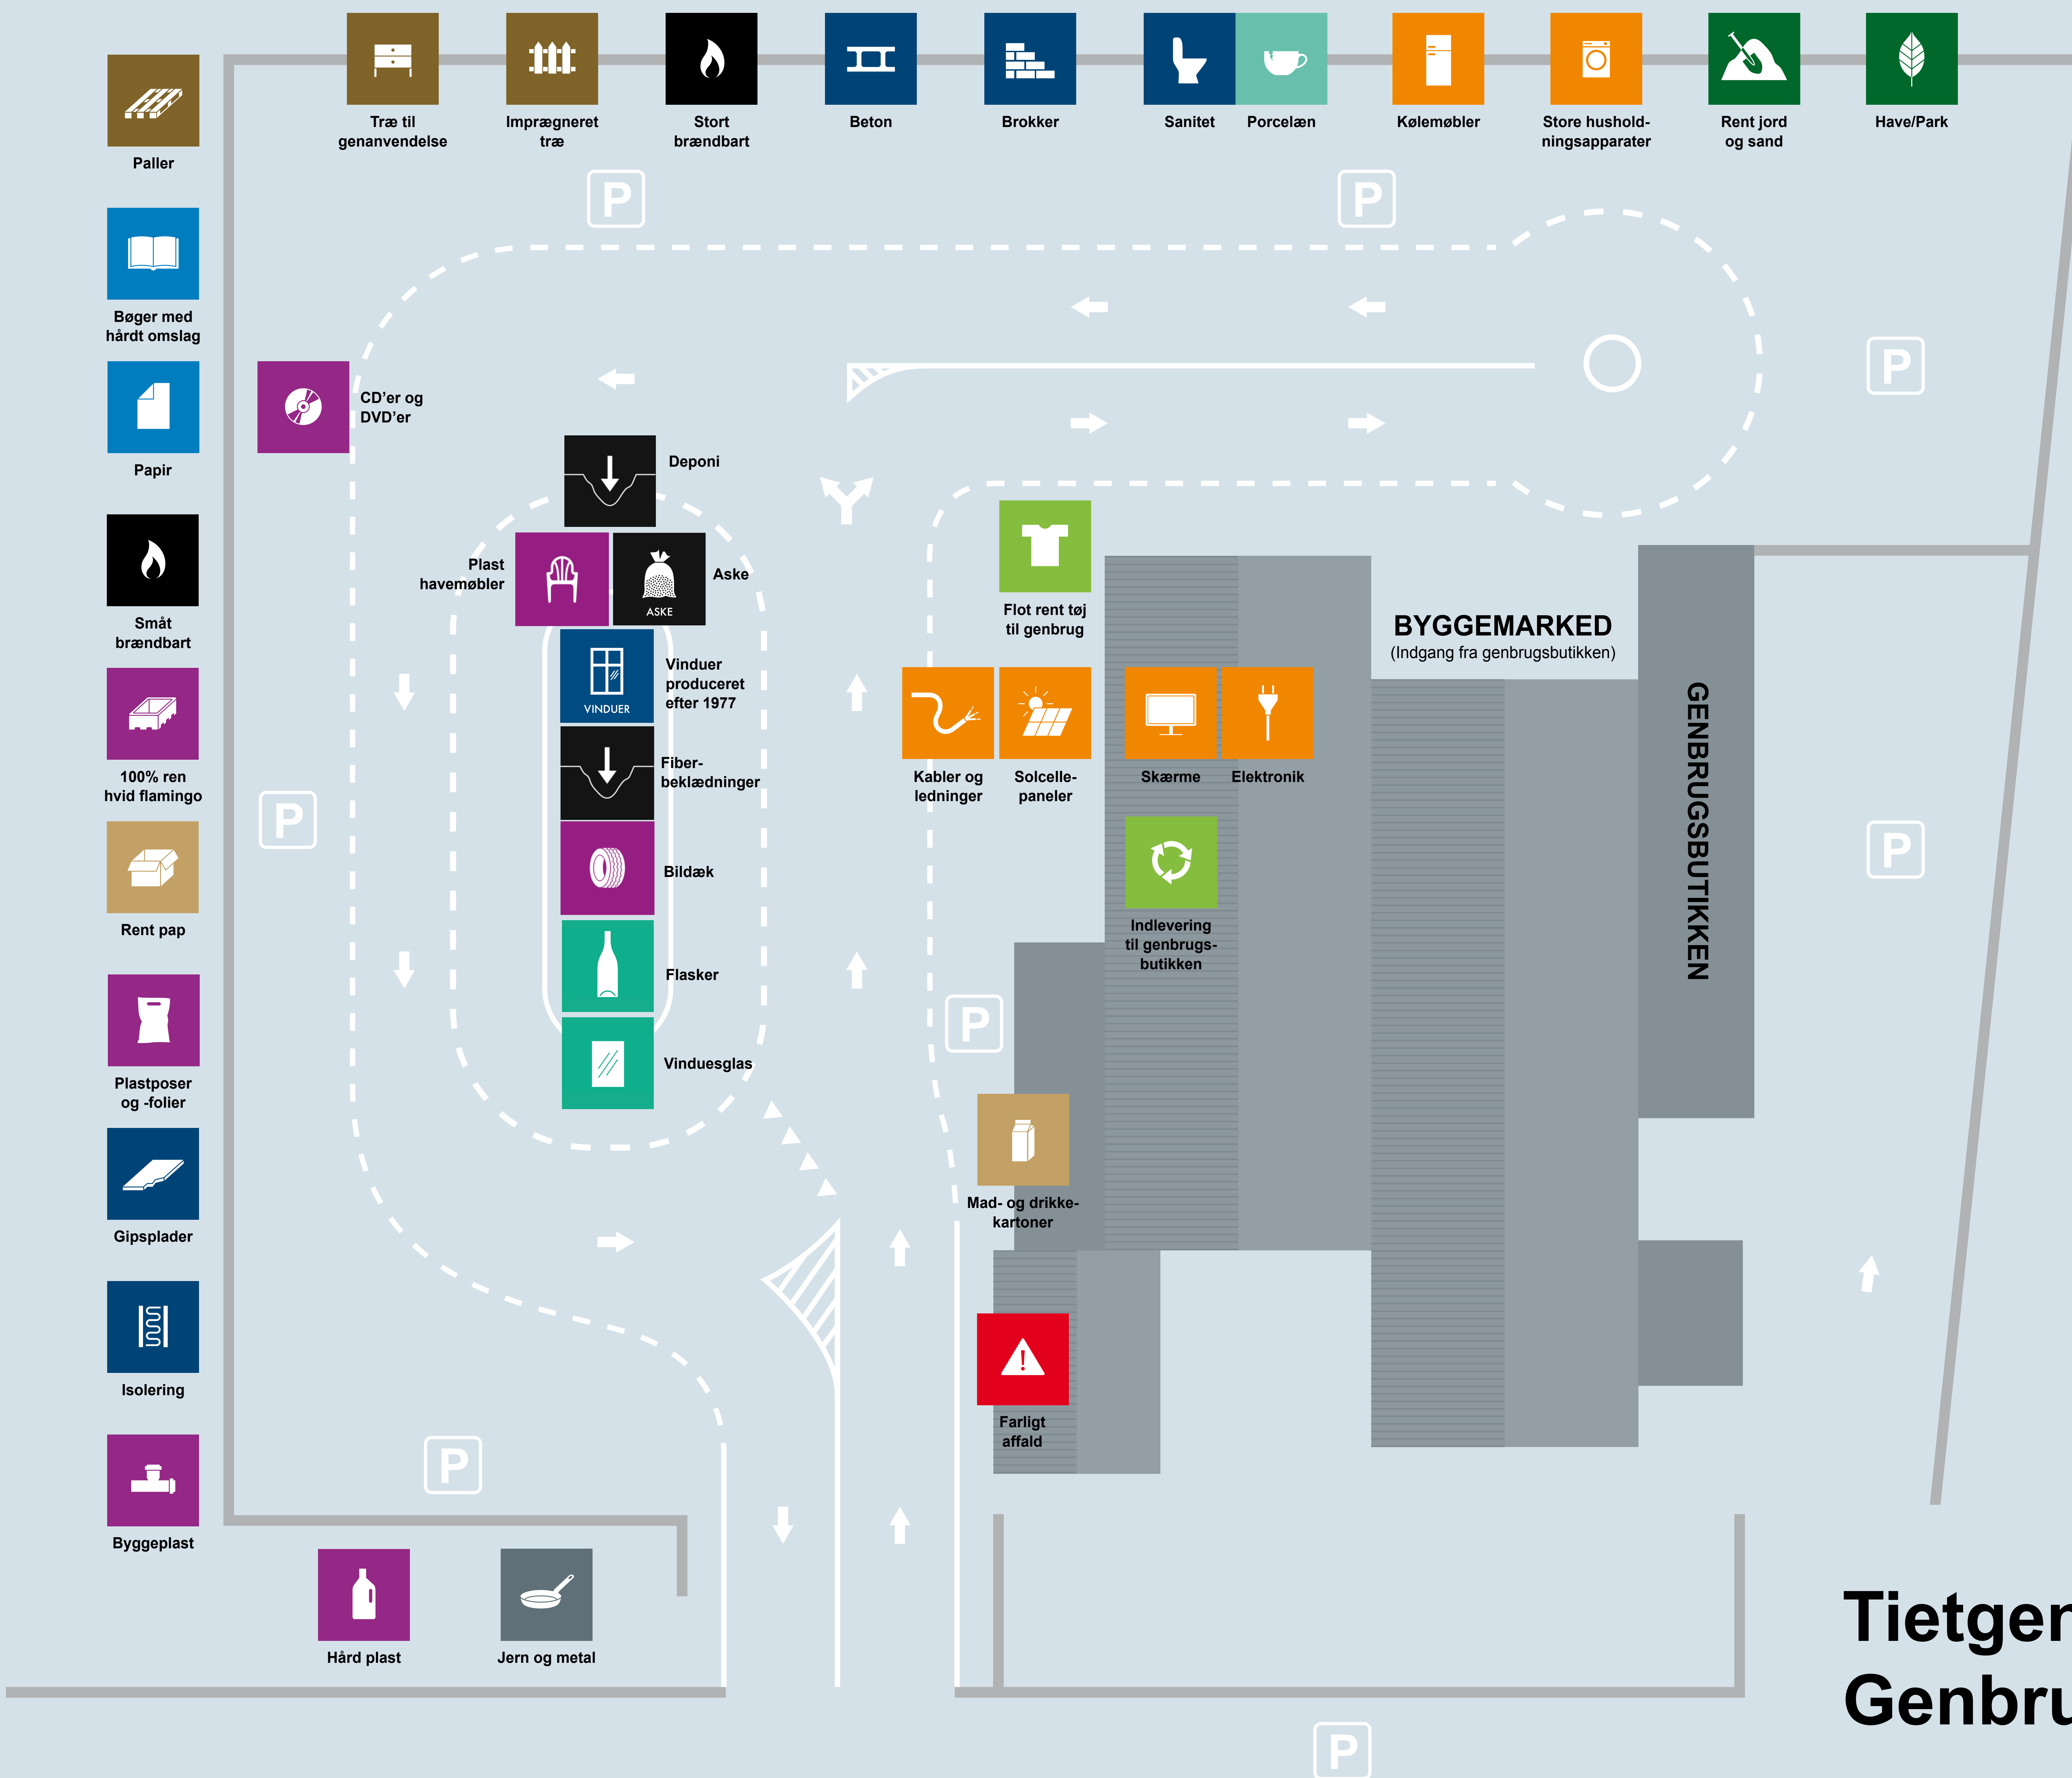 Træ til
genanvendelse
Imprægneret
træ
Stort
brændbart
Beton
Brokker
Sanitet
Porcelæn
Kølemøbler
Store hushold-
ningsapparater
Rent jord
og sand
Have/Park
Paller
Bøger med
hårdt omslag
Papir
Småt
brændbart
100% ren
hvid flamingo
Rent pap
Plastposer
og -folier
Gipsplader
Isolering
Byggeplast
P
P
P
P
P
P
P
P
CD'er og
DVD'er
Deponi
Plast
havemøbler
ASKE
Aske
VINDUER
Vinduer
produceret
efter 1977
Fiber-
beklædninger
Bildæk
Flasker
Vinduesglas
Flot rent tøj
til genbrug
Kabler og
ledninger
Solcelle-
paneler
Skærme
Elektronik
Indlevering
til genbrugs-
butikken
BYGGEMARKED
(Indgang fra genbrugsbutikken)
GENBRUGSBUTIKKEN
Mad- og drikke-
kartoner
Farligt
affald
Hård plast
Jern og metal
Tietgen
Genbru